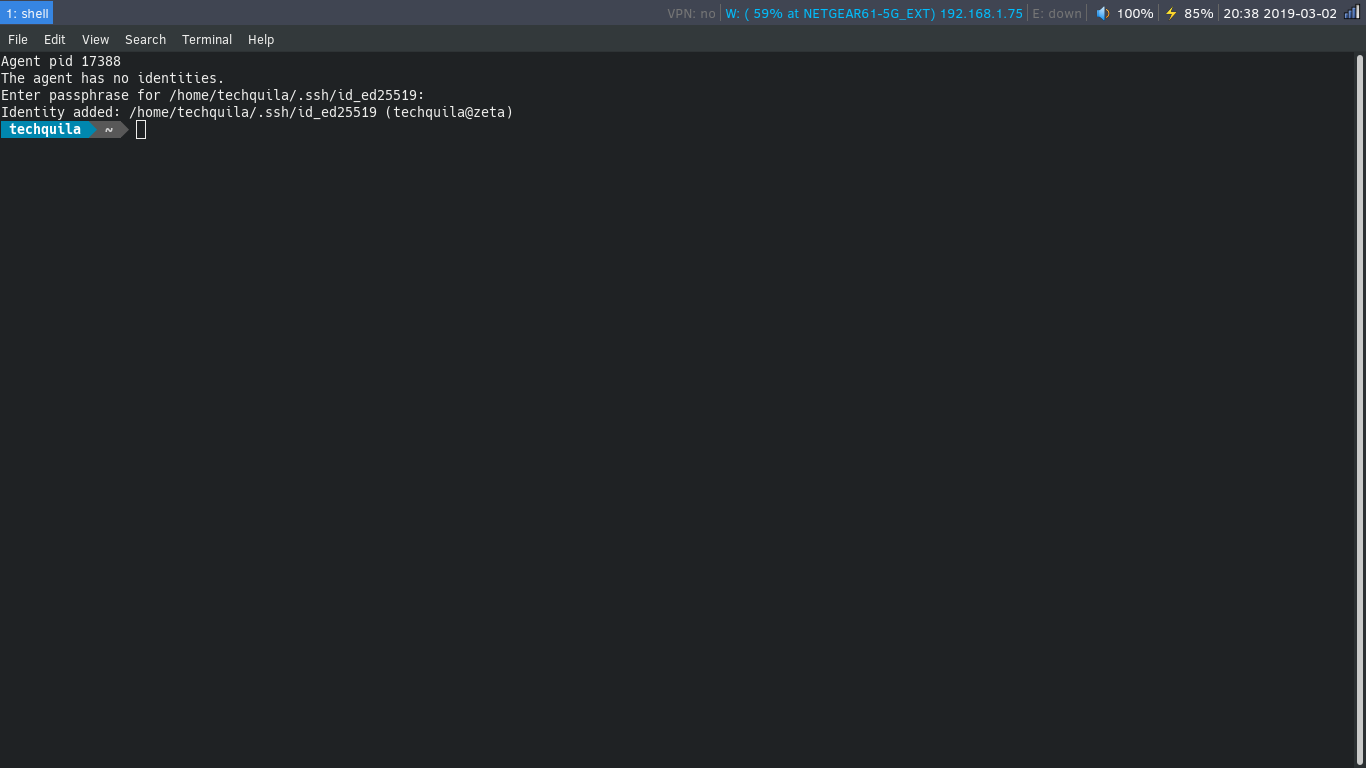 1: shell VPN: no W: ( 59% at NETGEAR61-5G_EXT) 192.168.1.75 E: down 100% 85% 20:38 2019-03-02
File Edit View Search Terminal Help
Agent pid 17388
The agent has no identities.
Enter passphrase for /home/techquila/.ssh/id_ed25519:
Identity added: /home/techquila/.ssh/id_ed25519 (techquila@zeta)
techquila ~